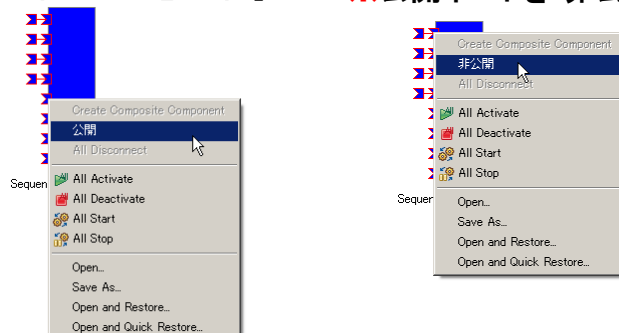 Create Composite Component
公開
All Disconnect
All Activate
All Deactivate
All Start
All Stop
Open...
Save As...
Open and Restore...
Open and Quick Restore...
Sequen
Create Composite Component
非公開
All Disconnect
All Activate
All Deactivate
All Start
All Stop
Open...
Save As...
Open and Restore...
Open and Quick Restore...
Sequer